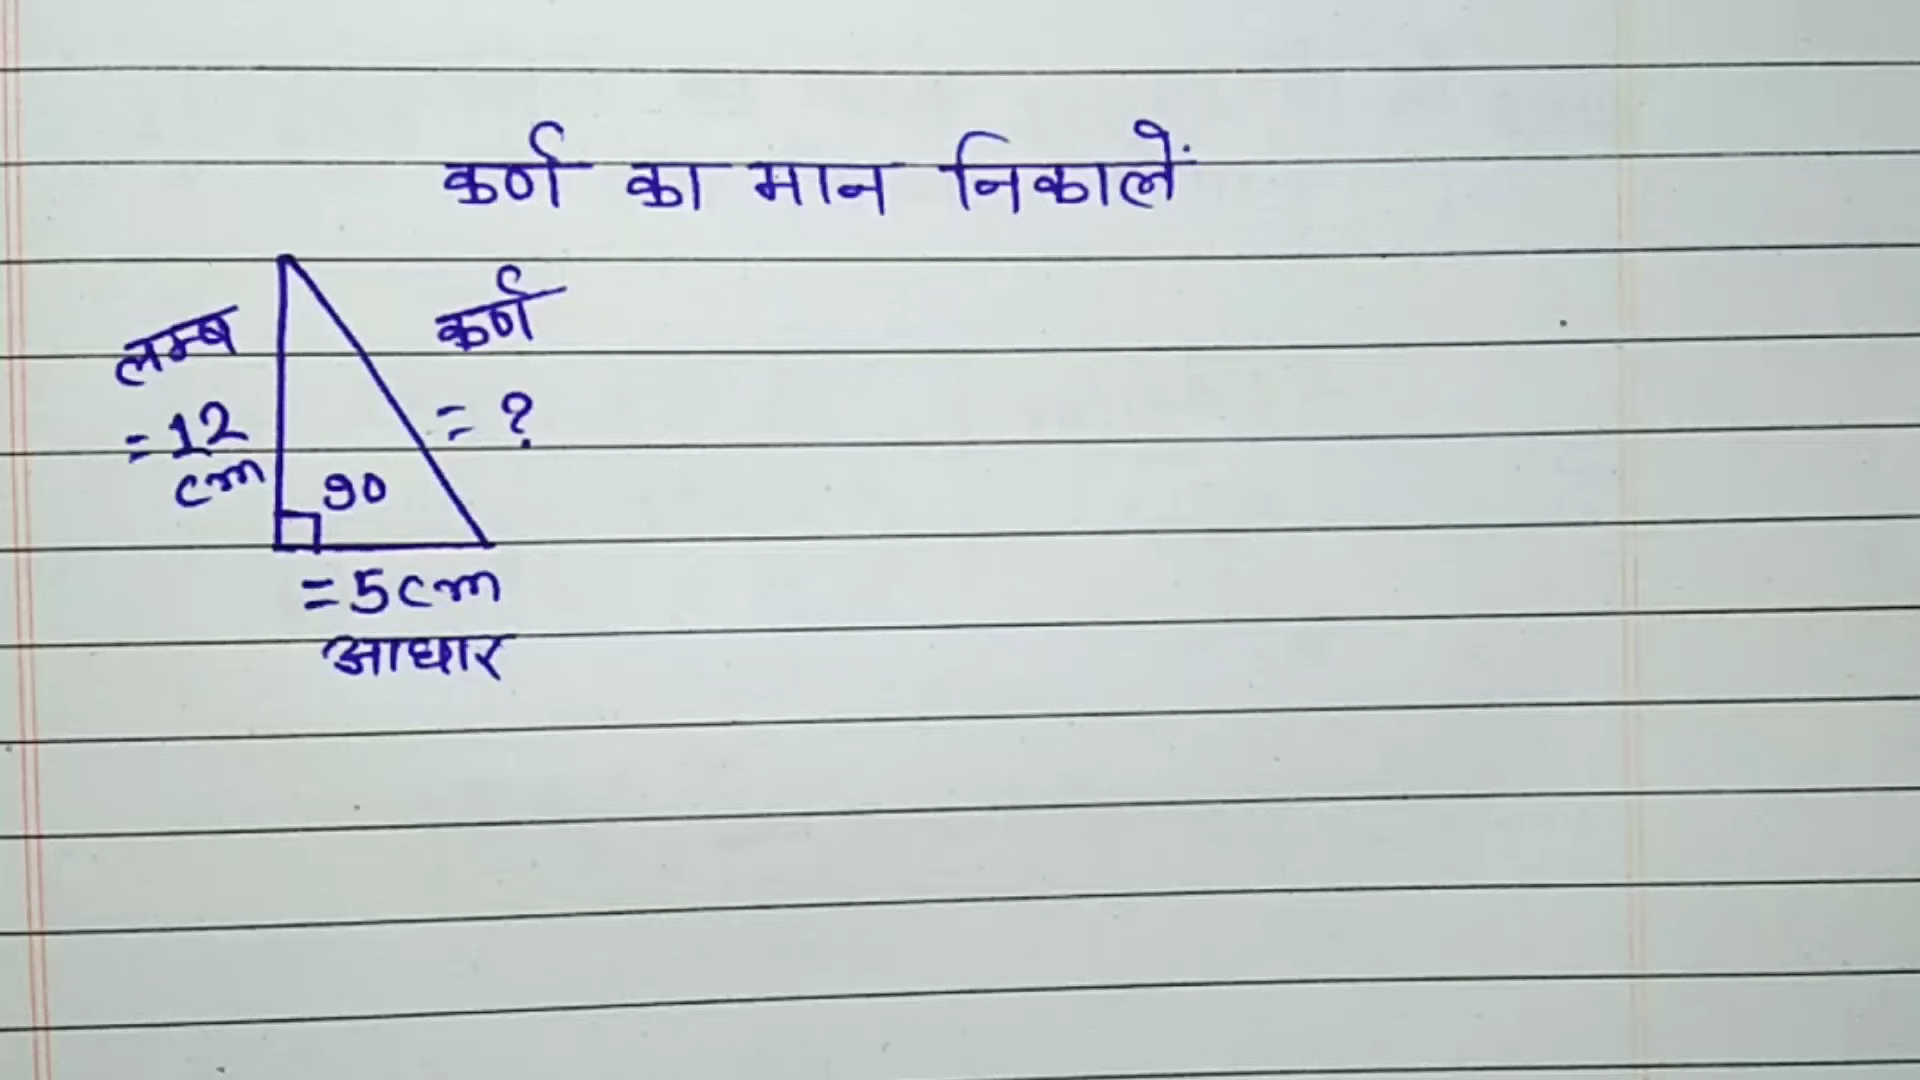 कर्ण का मान निकालें
लम्ब
= 12
cm
कर्ण
= ?
90
= 5cm
आधार